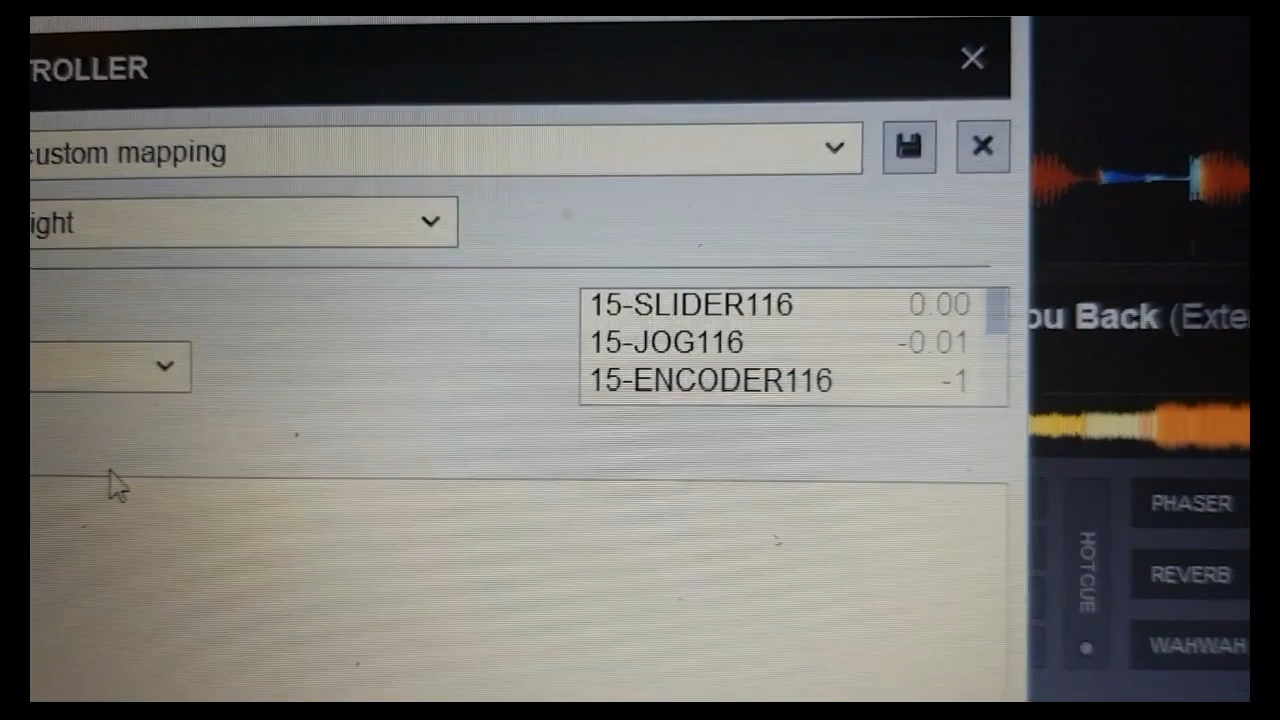 TROLLER
custom mapping
ight
15-SLIDER116 0.00
15-JOG116 -0.01
15-ENCODER116 -1
ou Back (Exte
PHASER
HOTCUE
REVERB
WAHWAH